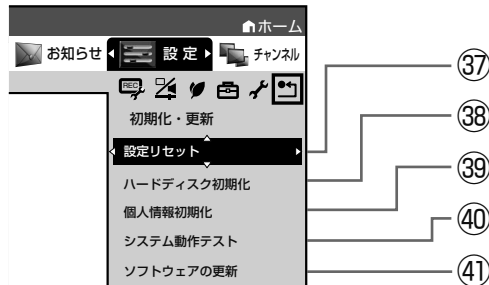 ホーム
お知らせ 設定 チャンネル
REC
初期化・更新
設定リセット ㊲
ハードディスク初期化 ㊳
個人情報初期化 ㊴
システム動作テスト ㊵
ソフトウェアの更新 ㊶